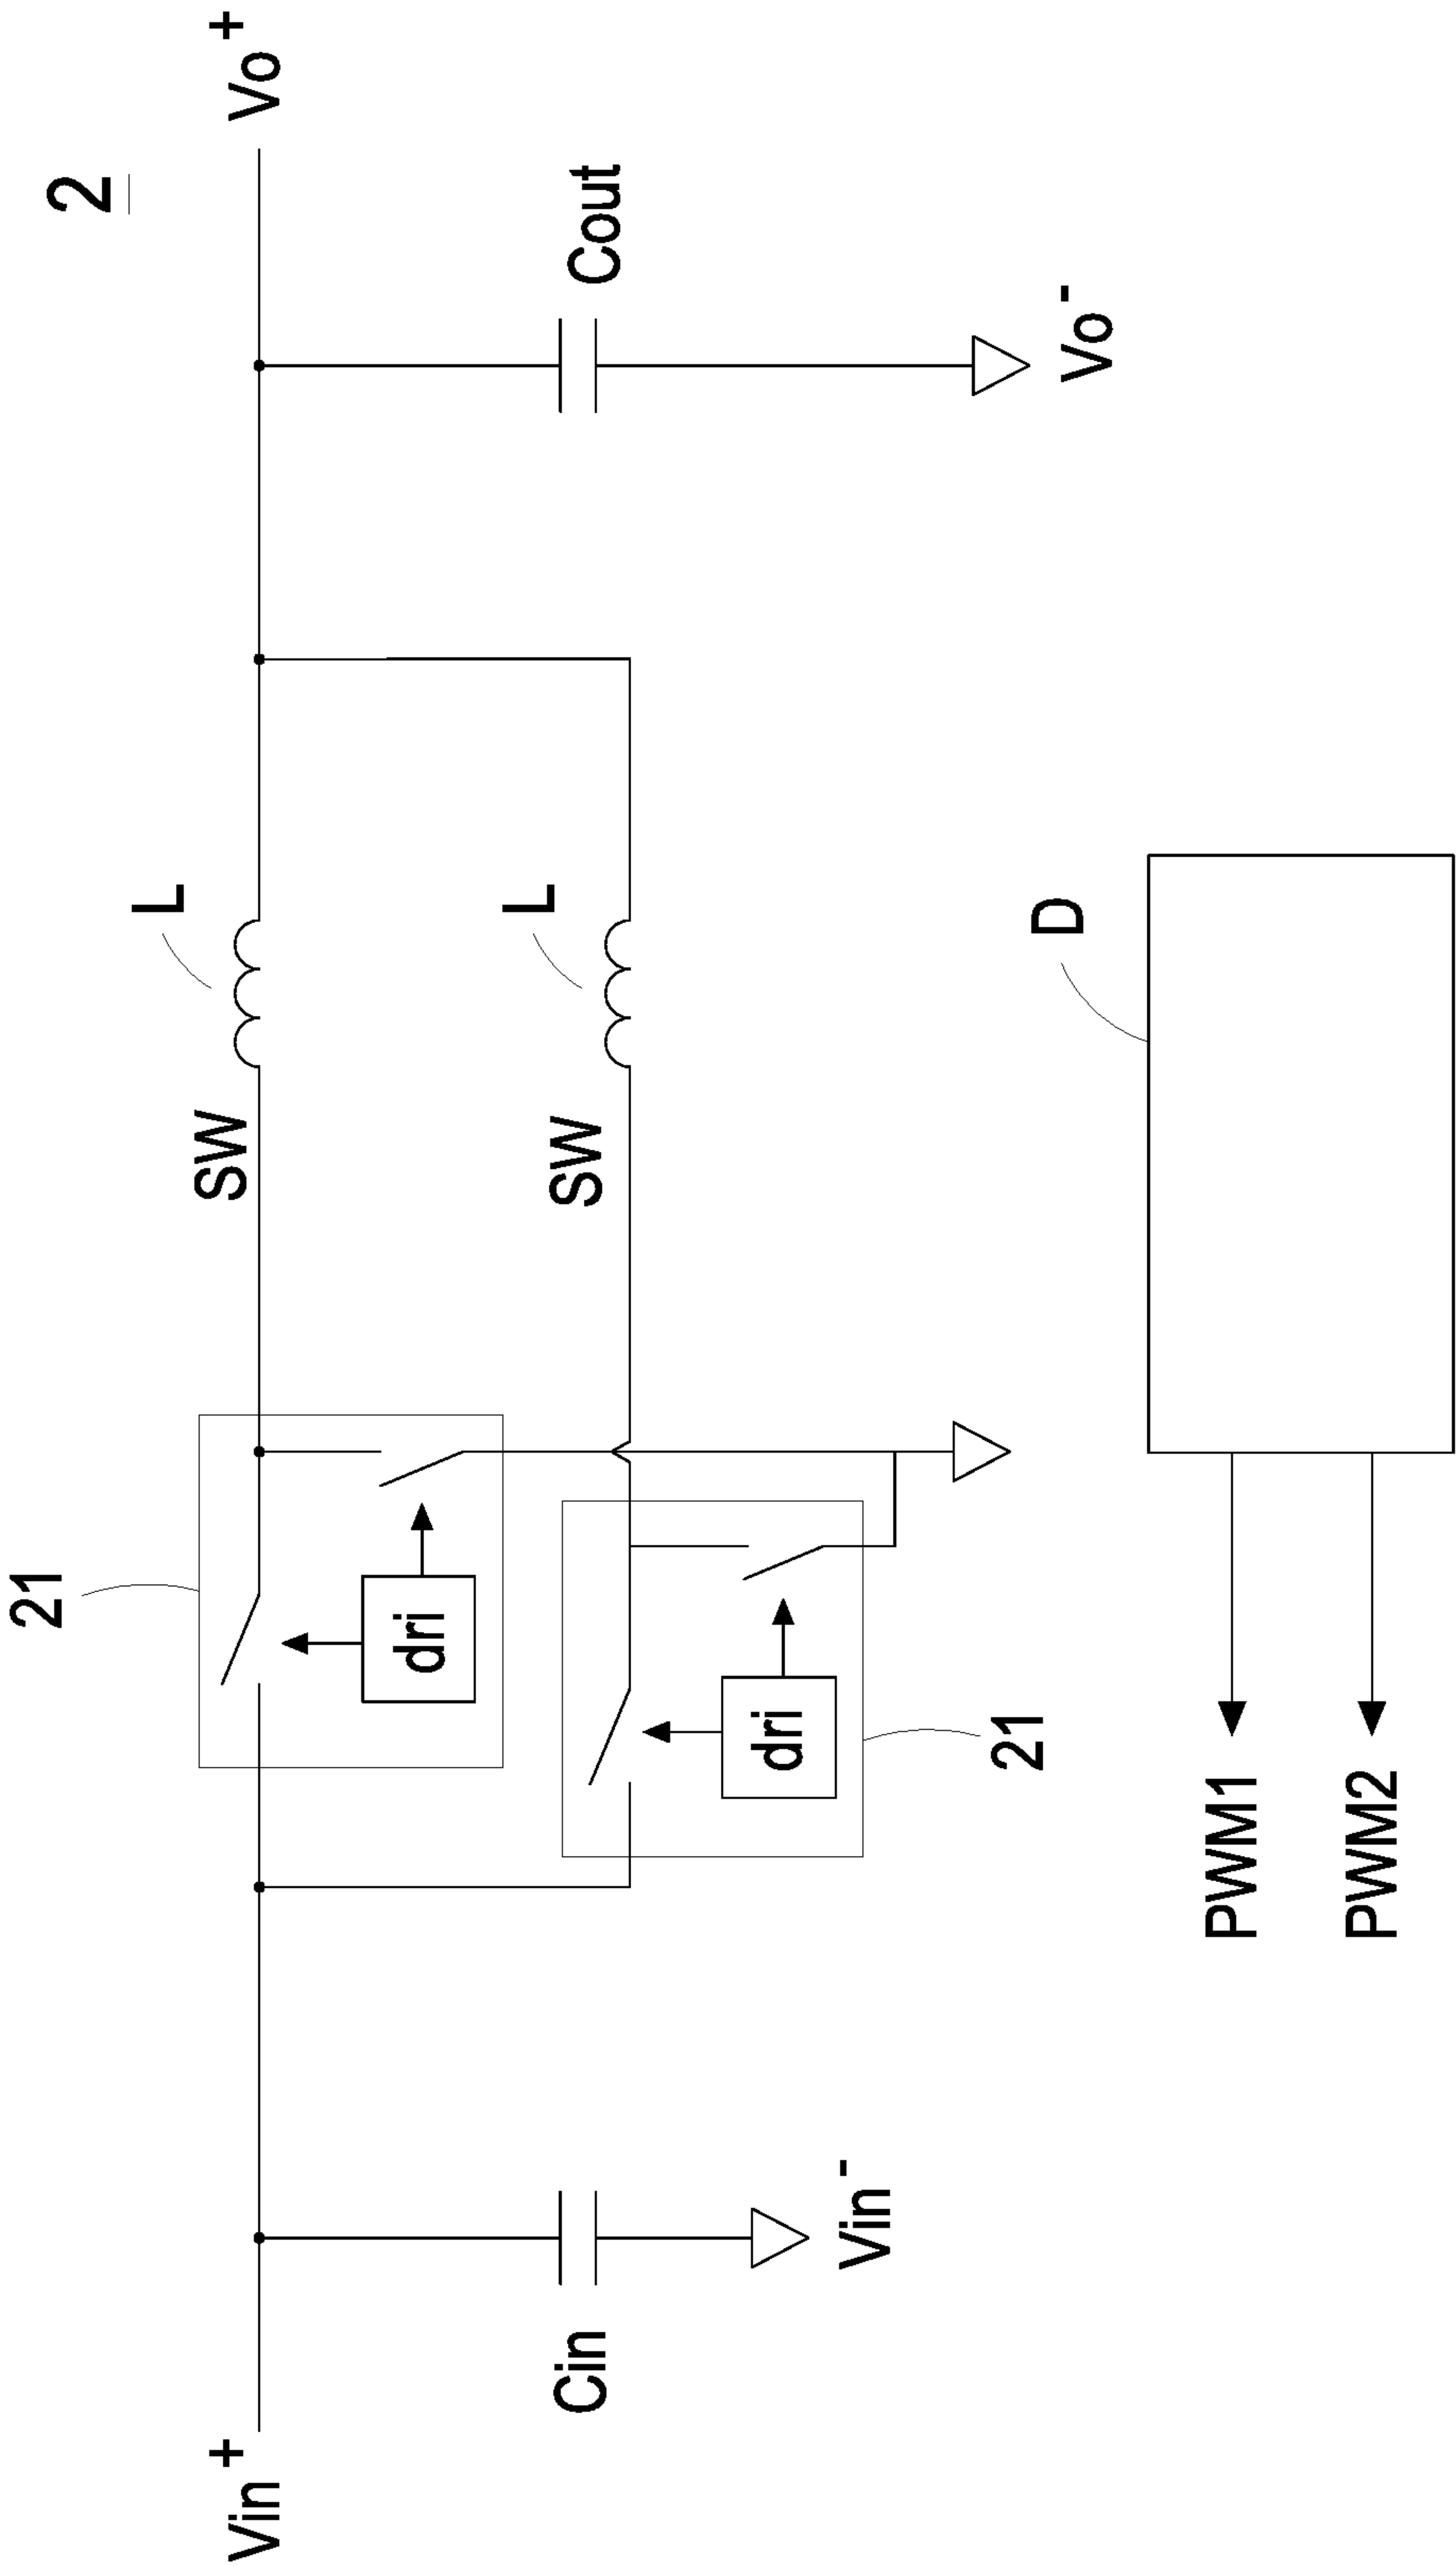 2
21
L
SW
Vin+
Vo+
L
SW
dri
Cin
Cout
dri
21
Vin-
Vo-
D
PWM1
PWM2